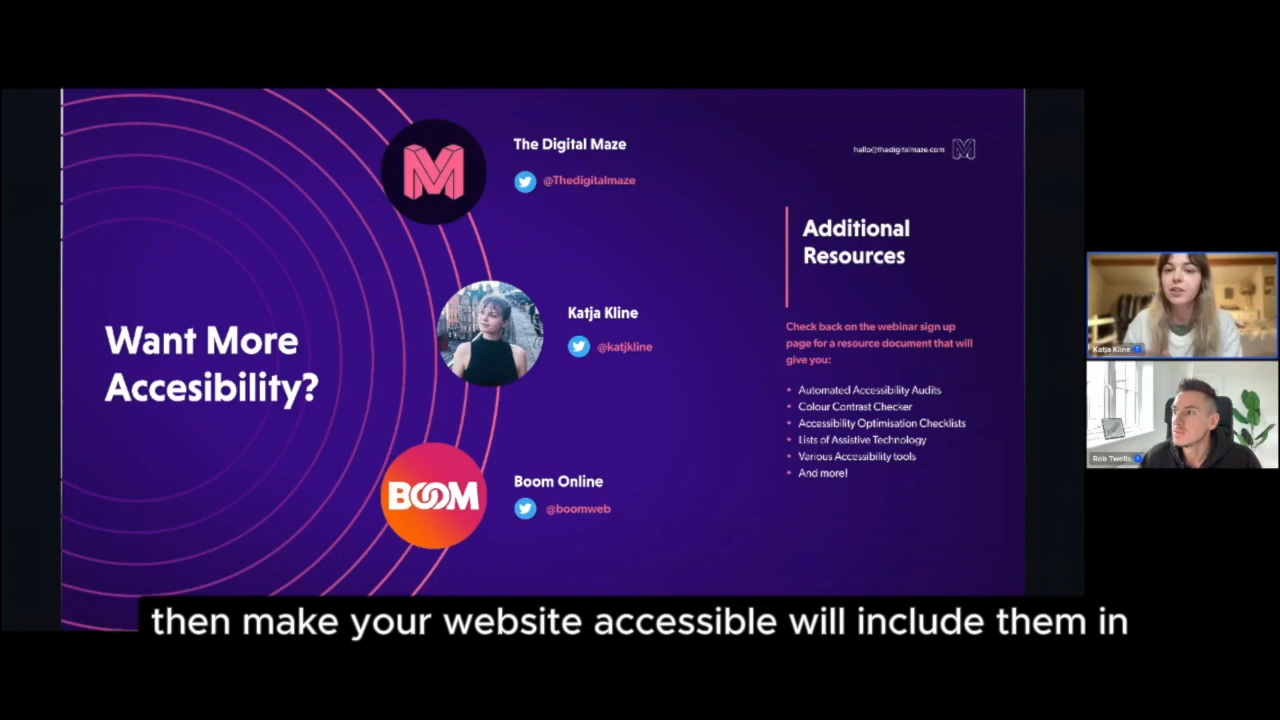 The Digital Maze
@Thedigitalmaze
hello@thedigitalmaze.com
M
M
Additional
Resources
Want More
Accesibility?
Katja Kline
@katjkline
Check back on the webinar sign up
page for a resource document that will
give you:
• Automated Accessibility Audits
• Colour Contrast Checker
• Accessibility Optimisation Checklists
• Lists of Assistive Technology
• Various Accessibility tools
• And more!
BOOM
Boom Online
@boomweb
Katja Kline
Rob Twells
then make your website accessible will include them in